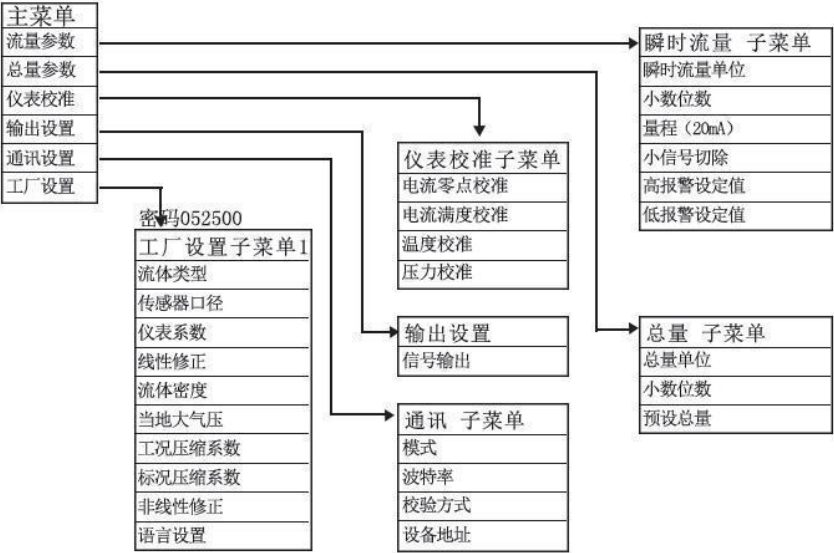 主菜单
流量参数
总量参数
仪表校准
输出设置
通讯设置
工厂设置
瞬时流量 子菜单
瞬时流量单位
小数位数
量程（20mA）
小信号切除
高报警设定值
低报警设定值
仪表校准子菜单
电流零点校准
电流满度校准
温度校准
压力校准
密码052500
工厂设置子菜单1
流体类型
传感器口径
仪表系数
线性修正
流体密度
当地大气压
工况压缩系数
标况压缩系数
非线性修正
语言设置
输出设置
信号输出
总量 子菜单
总量单位
小数位数
预设总量
通讯 子菜单
模式
波特率
校验方式
设备地址